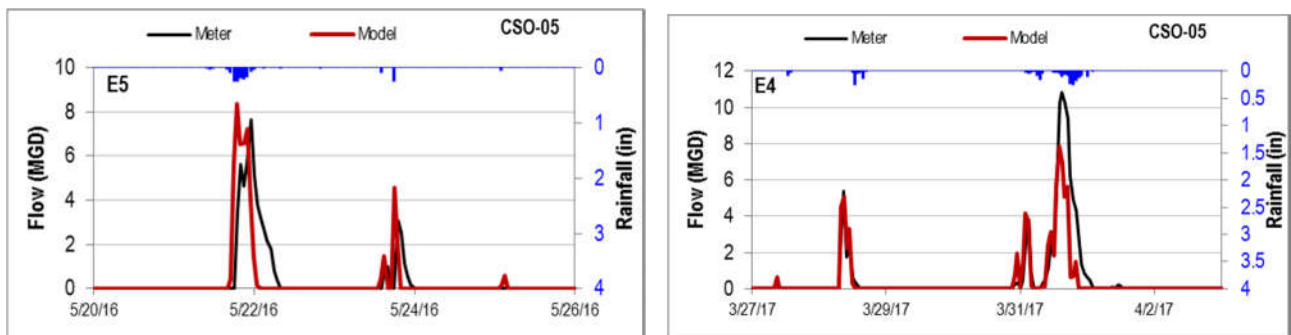 Meter Model CSO-05
E5
10
8
6
4
2
0
Flow (MGD)
0
1
2
3
4
Rainfall (in)
5/20/16 5/22/16 5/24/16 5/26/16
Meter Model CSO-05
E4
12
10
8
6
4
2
0
Flow (MGD)
0
0.5
1
1.5
2
2.5
3
3.5
4
Rainfall (in)
3/27/17 3/29/17 3/31/17 4/2/17